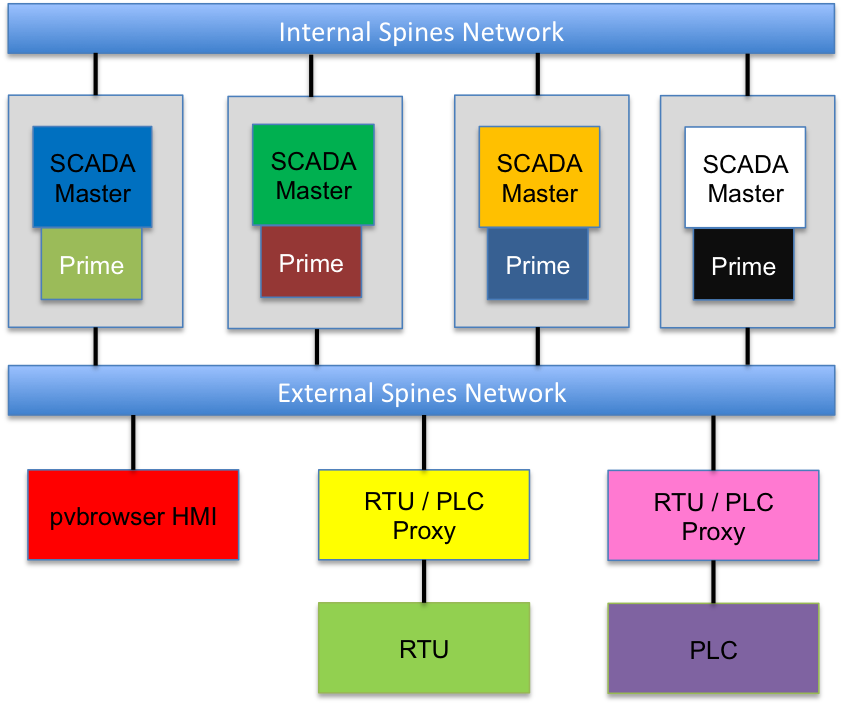 Internal Spines Network
SCADA
Master
Prime
SCADA
Master
Prime
SCADA
Master
Prime
SCADA
Master
Prime
External Spines Network
pvbrowser HMI
RTU / PLC
Proxy
RTU / PLC
Proxy
RTU
PLC